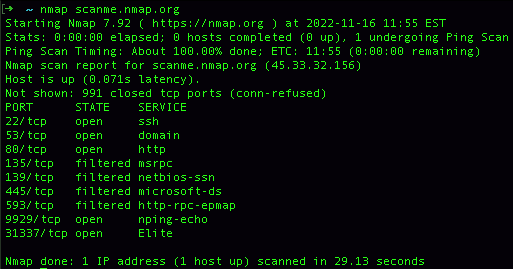 → ~ nmap scanme.nmap.org
Starting Nmap 7.92 ( https://nmap.org ) at 2022-11-16 11:55 EST
Stats: 0:00:00 elapsed; 0 hosts completed (0 up), 1 undergoing Ping Scan
Ping Scan Timing: About 100.00% done; ETC: 11:55 (0:00:00 remaining)
Nmap scan report for scanme.nmap.org (45.33.32.156)
Host is up (0.071s latency).
Not shown: 991 closed tcp ports (conn-refused)
PORT STATE SERVICE
22/tcp open ssh
53/tcp open domain
80/tcp open http
135/tcp filtered msrpc
139/tcp filtered netbios-ssn
445/tcp filtered microsoft-ds
593/tcp filtered http-rpc-epmap
9929/tcp open nping-echo
31337/tcp open Elite
Nmap done: 1 IP address (1 host up) scanned in 29.13 seconds